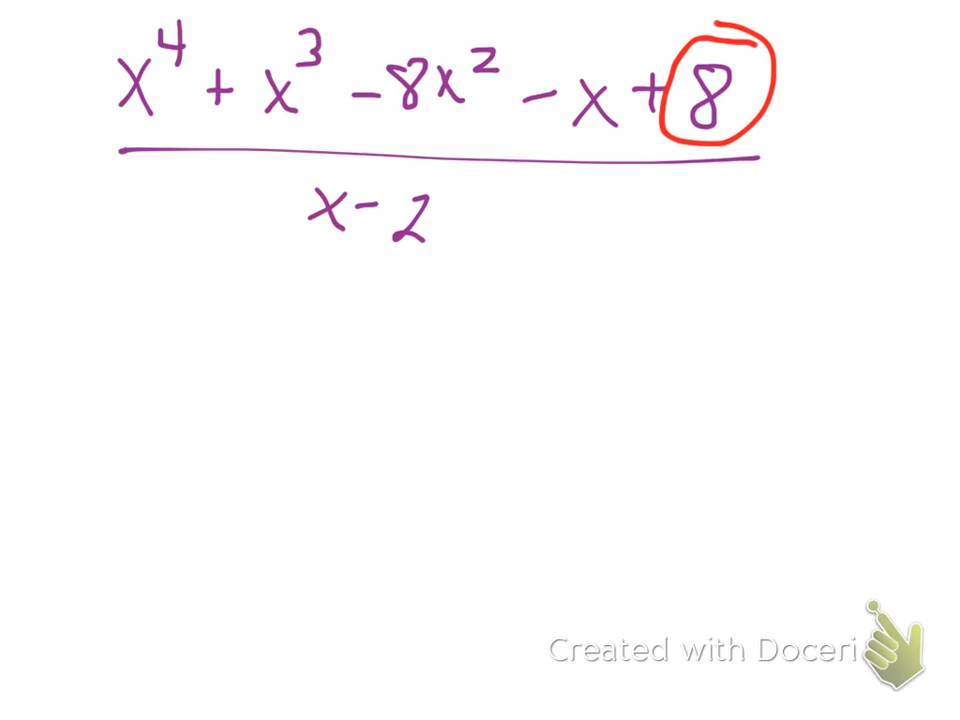 x⁴ + x³ - 8x² - x + 8
x - 2
Created with Doceri